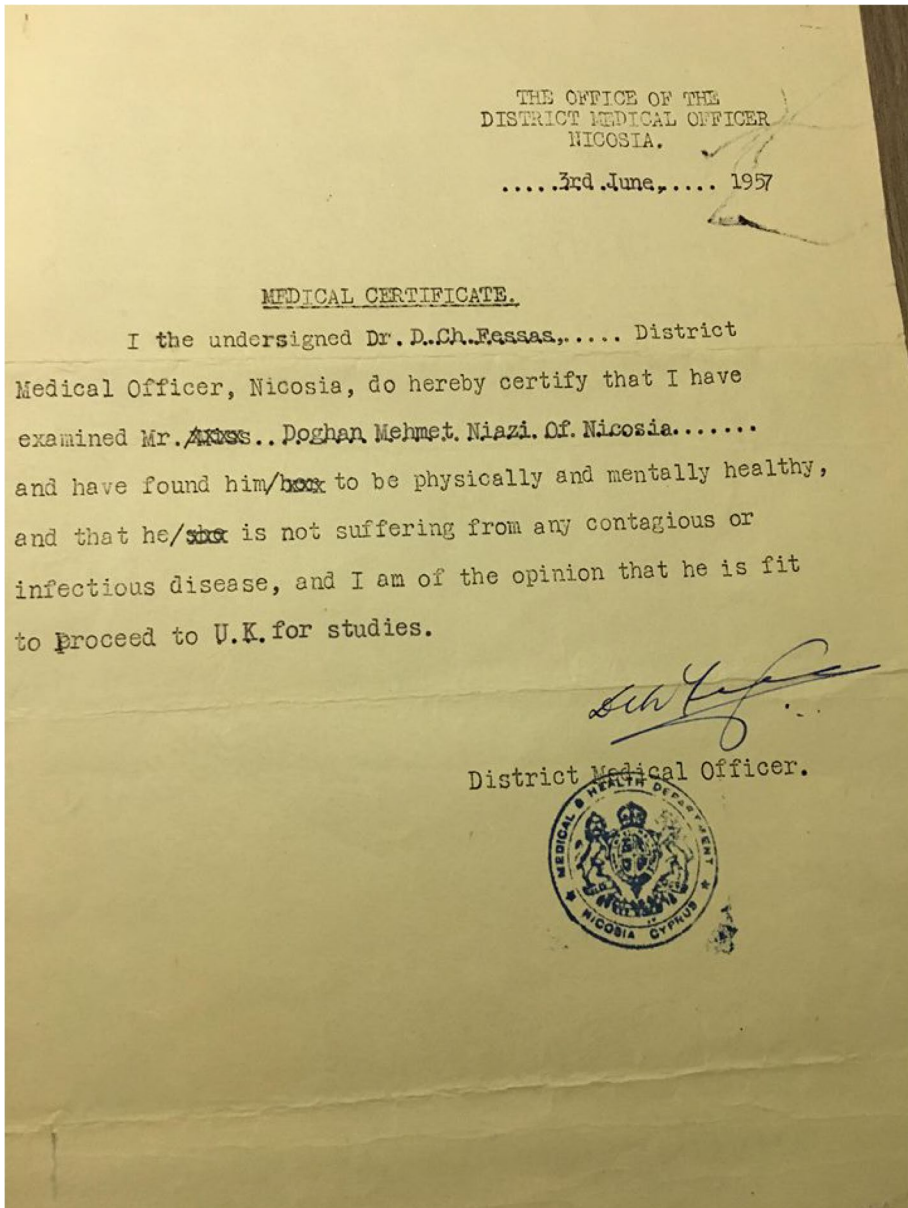 THE OFFICE OF THE
DISTRICT MEDICAL OFFICER
NICOSIA.
.....3rd.June,..... 1957
MEDICAL CERTIFICATE.
I the undersigned Dr. D..Ch.Fessas,..... District
Medical Officer, Nicosia, do hereby certify that I have
examined Mr./.. Doghan Mehmet Niazi.Of.Nicosia.......
and have found him/ to be physically and mentally healthy,
and that he/she is not suffering from any contagious or
infectious disease, and I am of the opinion that he is fit
to proceed to U.K. for studies.
District Medical Officer.
MEDICAL & HEALTH DEPARTMENT
NICOSIA CYPRUS